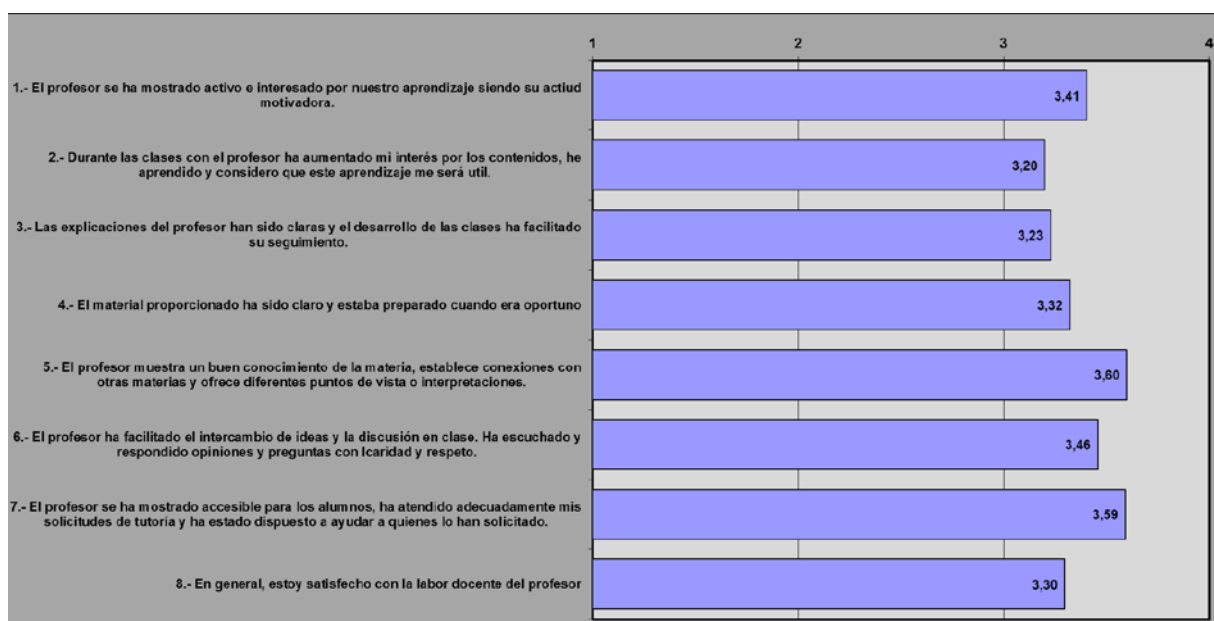 1 2 3 4
1.- El profesor se ha mostrado activo e interesado por nuestro aprendizaje siendo su actiud
motivadora.
3,41
2.- Durante las clases con el profesor ha aumentado mi interés por los contenidos, he
aprendido y considero que este aprendizaje me será util.
3,20
3.- Las explicaciones del profesor han sido claras y el desarrollo de las clases ha facilitado
su seguimiento.
3,23
4.- El material proporcionado ha sido claro y estaba preparado cuando era oportuno
3,32
5.- El profesor muestra un buen conocimiento de la materia, establece conexiones con
otras materias y ofrece diferentes puntos de vista o interpretaciones.
3,60
6.- El profesor ha facilitado el intercambio de ideas y la discusión en clase. Ha escuchado y
respondido opiniones y preguntas con lcaridad y respeto.
3,46
7.- El profesor se ha mostrado accesible para los alumnos, ha atendido adecuadamente mis
solicitudes de tutoria y ha estado dispuesto a ayudar a quienes lo han solicitado.
3,59
8.- En general, estoy satisfecho con la labor docente del profesor
3,30